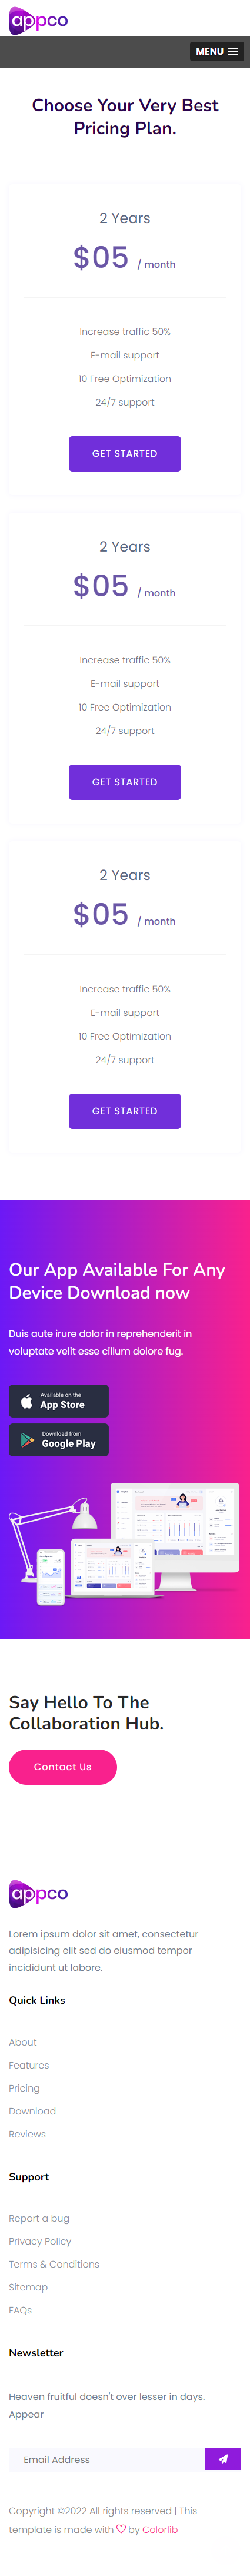 appco
MENU
Choose Your Very Best
Pricing Plan.
2 Years
$05 / month
Increase traffic 50%
E-mail support
10 Free Optimization
24/7 support
GET STARTED
2 Years
$05 / month
Increase traffic 50%
E-mail support
10 Free Optimization
24/7 support
GET STARTED
2 Years
$05 / month
Increase traffic 50%
E-mail support
10 Free Optimization
24/7 support
GET STARTED
Our App Available For Any
Device Download now
Duis aute irure dolor in reprehenderit in
voluptate velit esse cillum dolore fug.
Available on the
App Store
Download from
Google Play
Say Hello To The
Collaboration Hub.
Contact Us
appco
Lorem ipsum dolor sit amet, consectetur
adipisicing elit sed do eiusmod tempor
incididunt ut labore.
Quick Links
About
Features
Pricing
Download
Reviews
Support
Report a bug
Privacy Policy
Terms & Conditions
Sitemap
FAQs
Newsletter
Heaven fruitful doesn't over lesser in days.
Appear
Email Address
Copyright ©2022 All rights reserved | This
template is made with ♡ by Colorlib